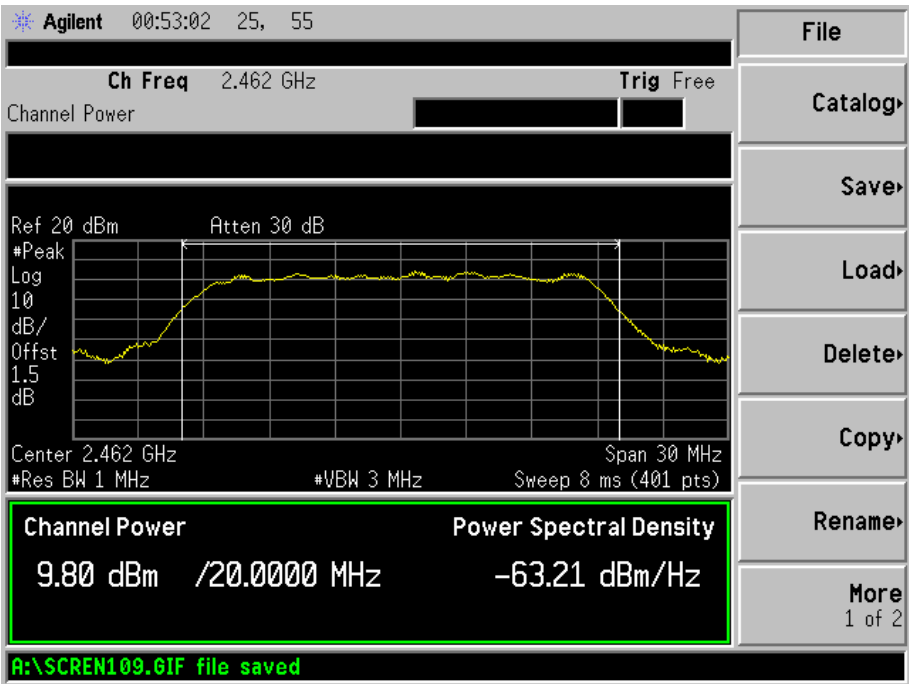 Agilent 00:53:02 25, 55
Ch Freq 2.462 GHz Trig Free
Channel Power
Ref 20 dBm Atten 30 dB
#Peak
Log
10
dB/
Offst
1.5
dB
Center 2.462 GHz Span 30 MHz
#Res BW 1 MHz #VBW 3 MHz Sweep 8 ms (401 pts)
Channel Power Power Spectral Density
9.80 dBm /20.0000 MHz -63.21 dBm/Hz
A:\SCREN109.GIF file saved
File
Catalog
Save
Load
Delete
Copy
Rename
More
1 of 2